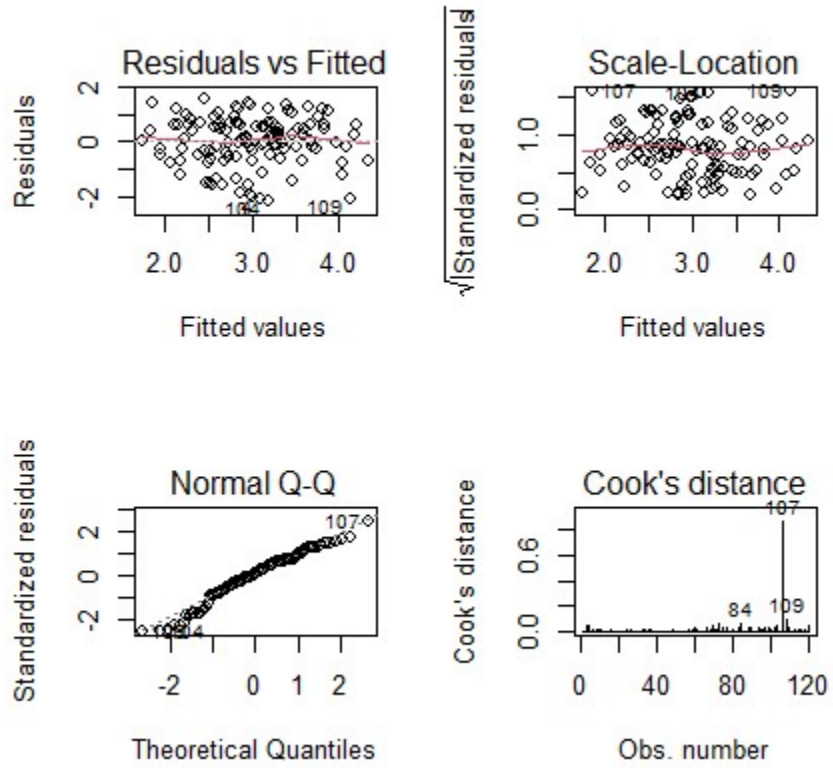 Residuals vs Fitted
Residuals
2
0
-2
104
109
2.0 3.0 4.0
Fitted values
Scale-Location
√|Standardized residuals|
1.0
0.0
107
109
2.0 3.0 4.0
Fitted values
Normal Q-Q
Standardized residuals
2
0
-2
107
-2 0 1 2
Theoretical Quantiles
Cook's distance
Cook's distance
0.6
0.0
107
84
109
0 40 80 120
Obs. number